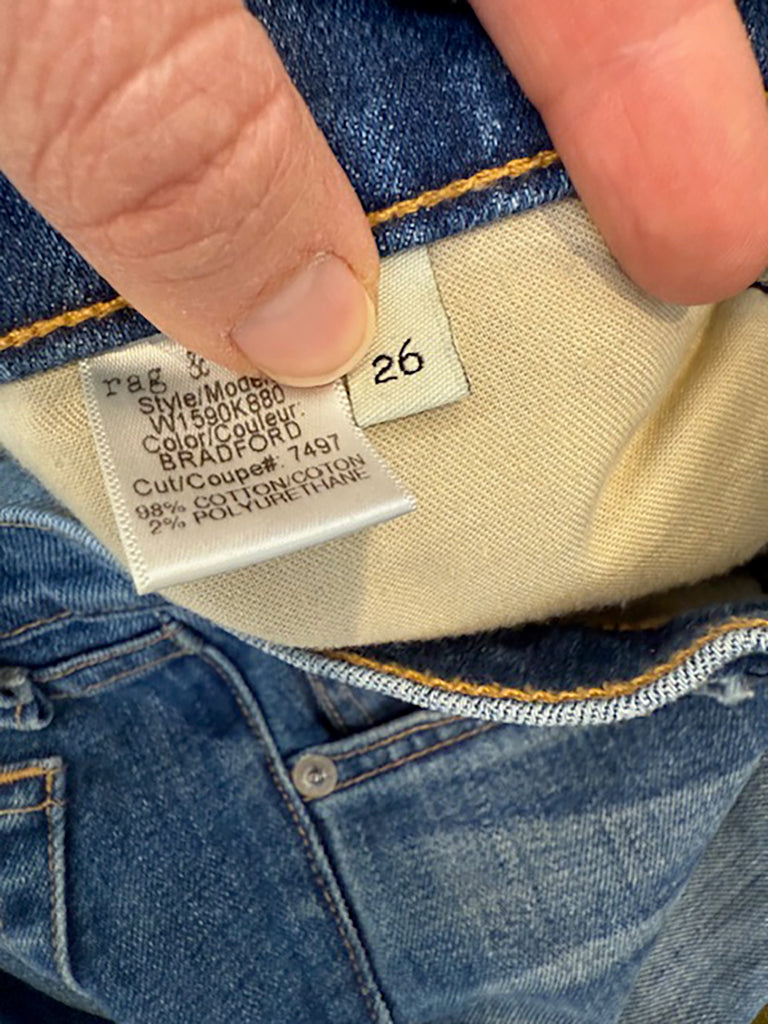 rag &
Style/Model:
W1590K880
Color/Couleur:
BRADFORD
Cut/Coupe#: 7497
98% COTTON/COTON
2% POLYURETHANE
26